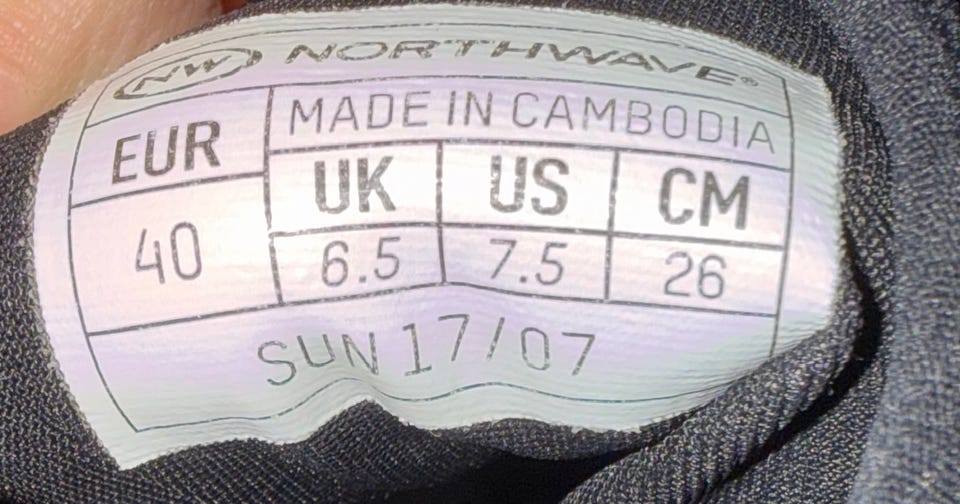 NW NORTHWAVE®
MADE IN CAMBODIA
EUR UK US CM
40 6.5 7.5 26
SUN 17/07